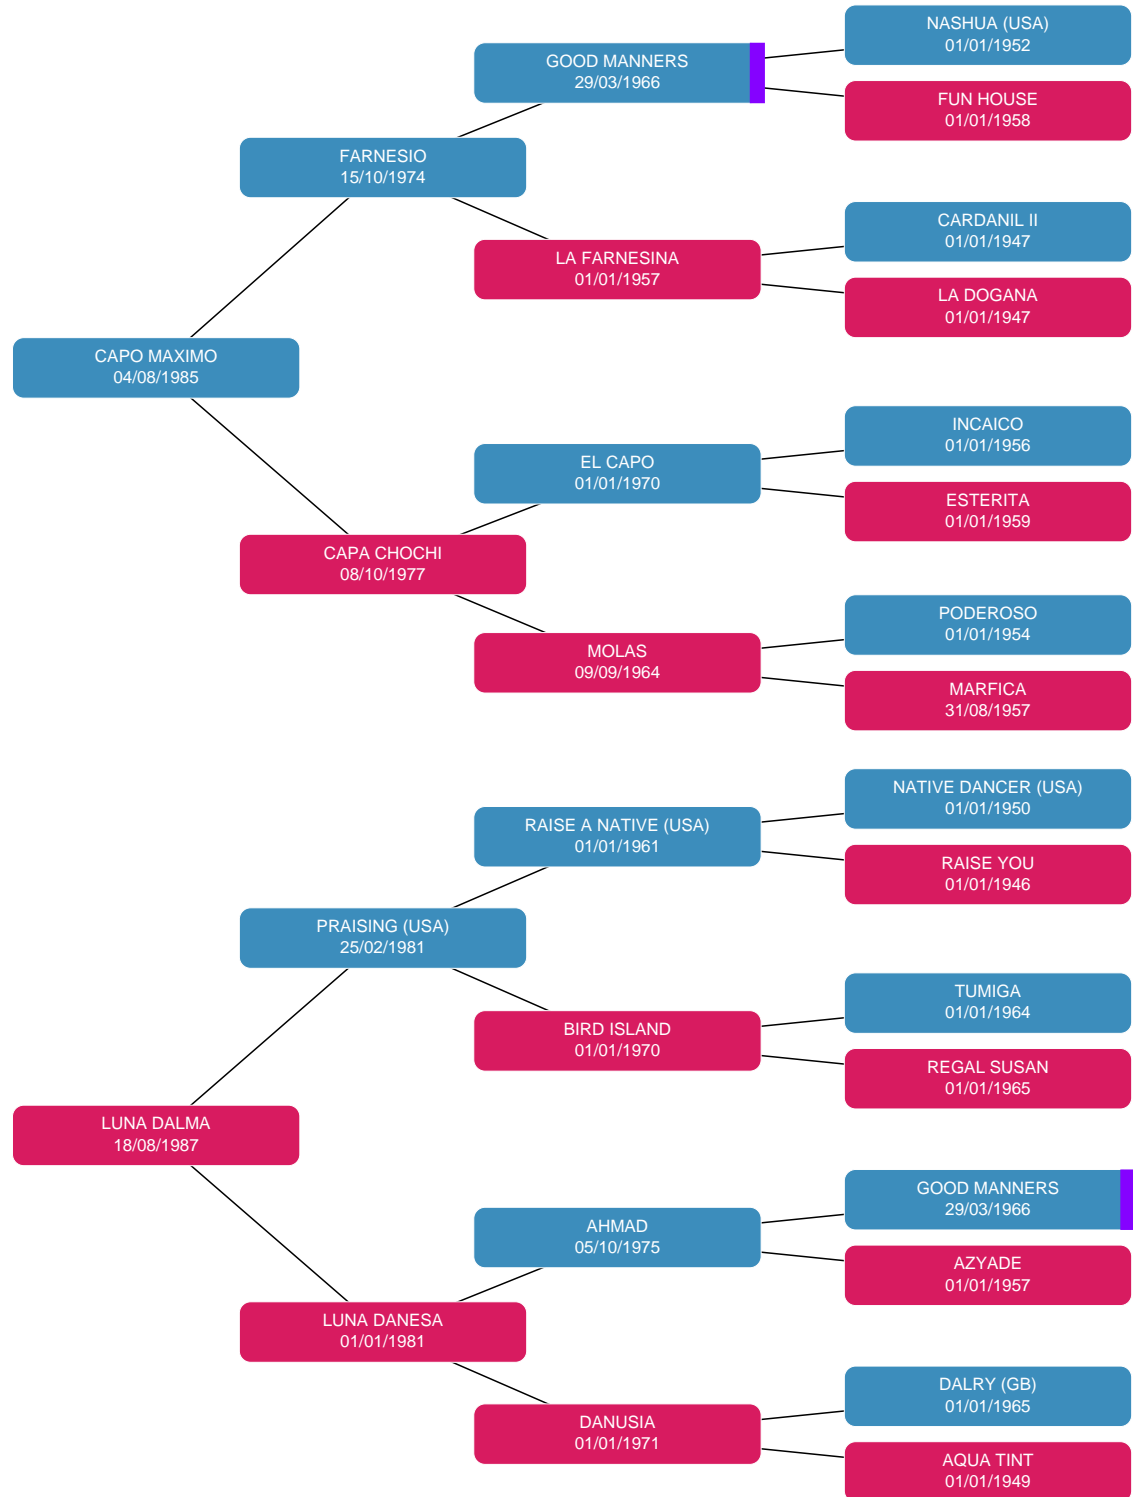 NASHUA (USA)
01/01/1952
GOOD MANNERS
29/03/1966
FUN HOUSE
01/01/1958
FARNESIO
15/10/1974
CARDANIL II
01/01/1947
LA FARNESINA
01/01/1957
LA DOGANA
01/01/1947
CAPO MAXIMO
04/08/1985
INCAICO
01/01/1956
EL CAPO
01/01/1970
ESTERITA
01/01/1959
CAPA CHOCHI
08/10/1977
PODEROSO
01/01/1954
MOLAS
09/09/1964
MARFICA
31/08/1957
NATIVE DANCER (USA)
01/01/1950
RAISE A NATIVE (USA)
01/01/1961
RAISE YOU
01/01/1946
PRAISING (USA)
25/02/1981
TUMIGA
01/01/1964
BIRD ISLAND
01/01/1970
REGAL SUSAN
01/01/1965
LUNA DALMA
18/08/1987
GOOD MANNERS
29/03/1966
AHMAD
05/10/1975
AZYADE
01/01/1957
LUNA DANESA
01/01/1981
DALRY (GB)
01/01/1965
DANUSIA
01/01/1971
AQUA TINT
01/01/1949